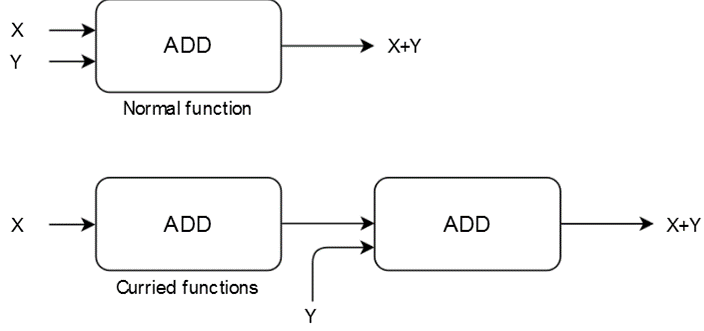 X
Y
ADD
X+Y
Normal function
X
ADD
ADD
X+Y
Curried functions
Y